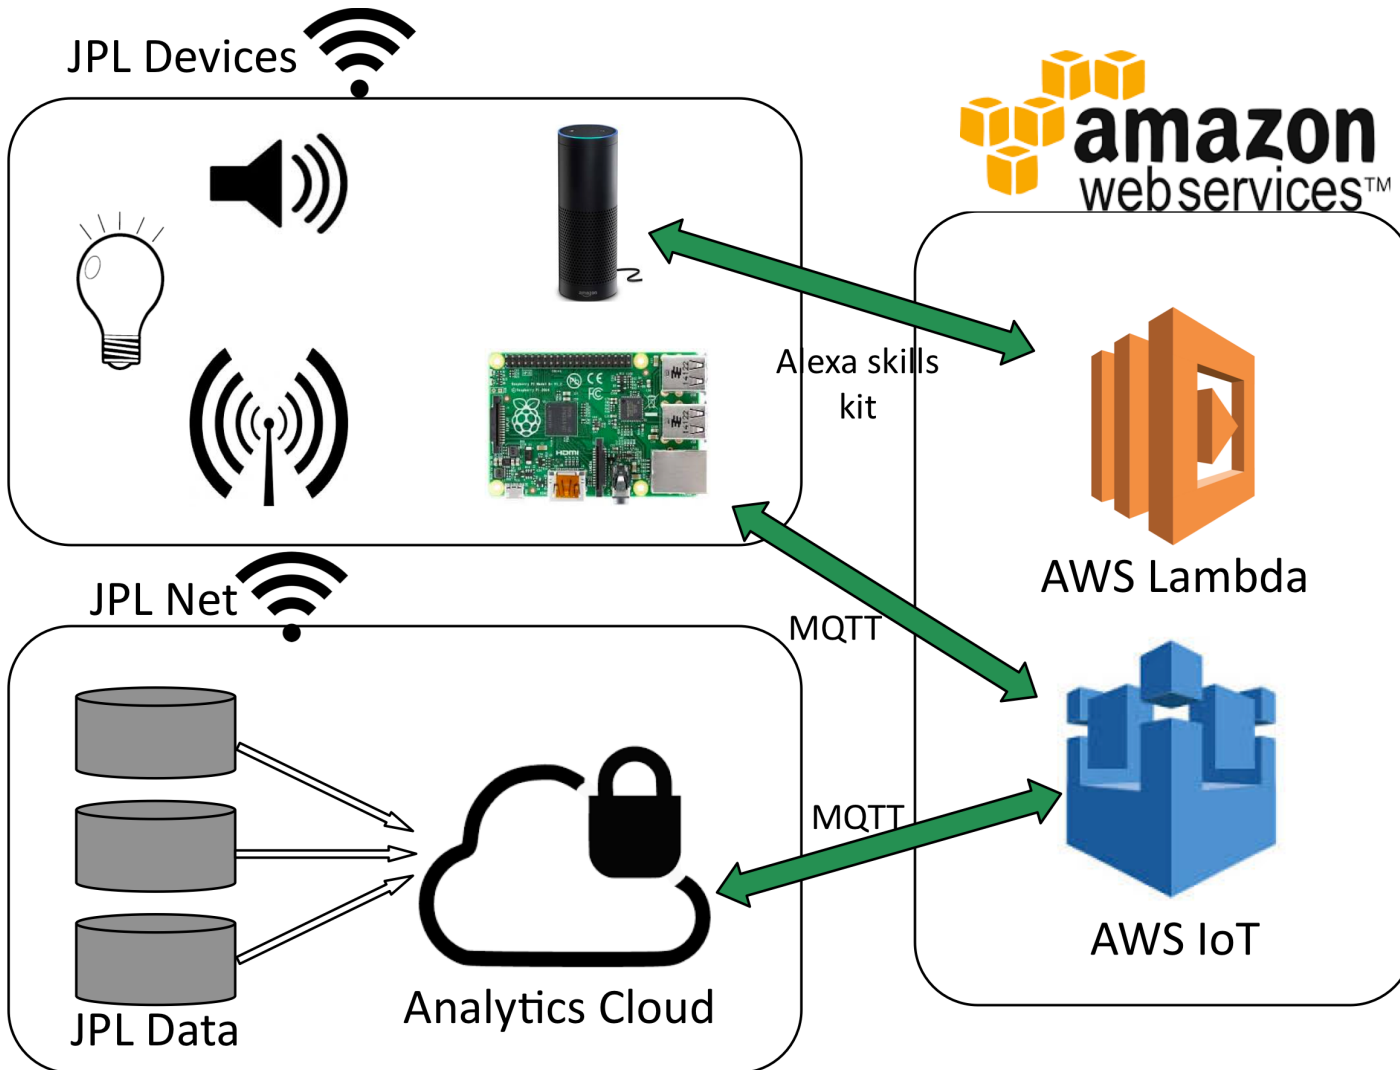 JPL Devices
amazon
webservices™
Alexa skills
kit
HDMI
AWS Lambda
JPL Net
MQTT
MQTT
AWS IoT
Analytics Cloud
JPL Data